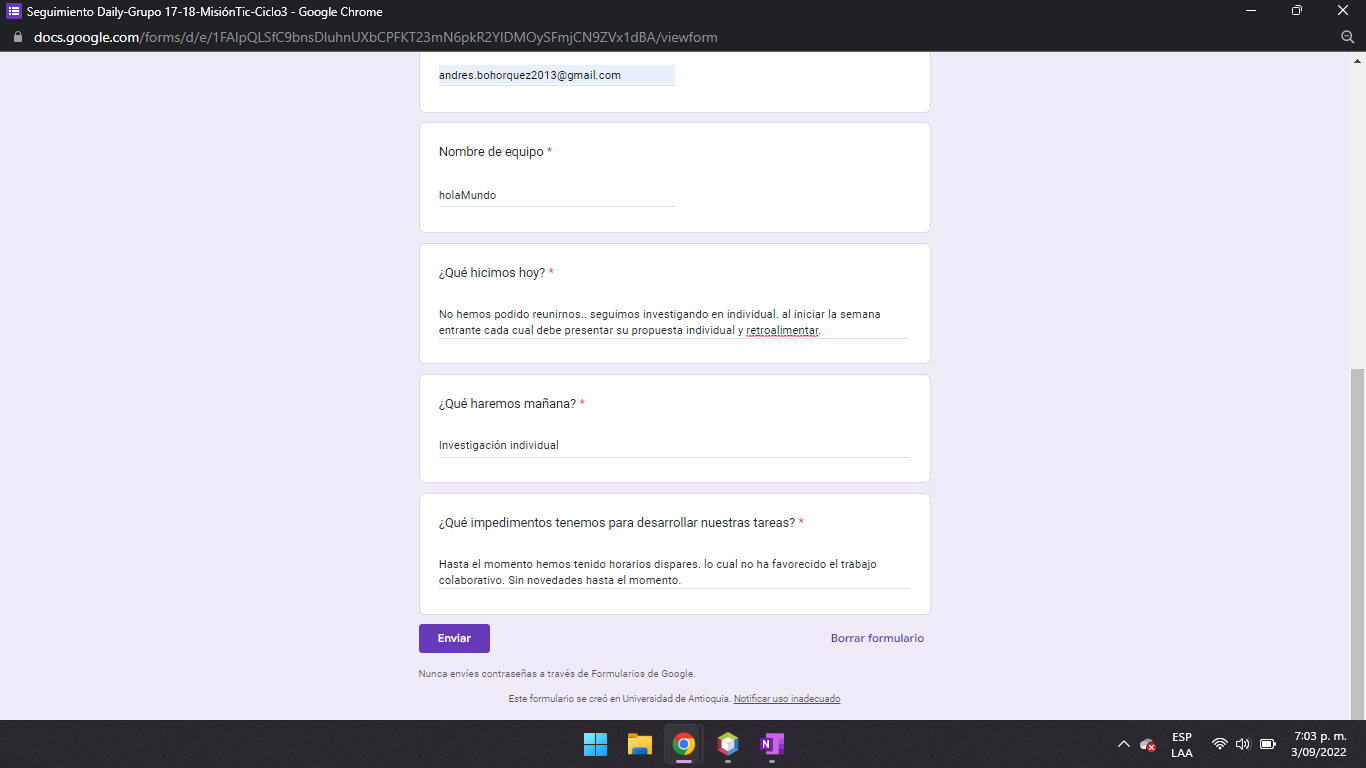 Seguimiento Daily-Grupo 17-18-MisiónTic-Ciclo3 - Google Chrome
docs.google.com/forms/d/e/1FAIpQLSfC9bnsDluhnUXbCPFKT23mN6pkR2YIDMOySFmjCN9ZVx1dBA/viewform
andres.bohorquez2013@gmail.com
Nombre de equipo *
holaMundo
¿Qué hicimos hoy? *
No hemos podido reunirnos.. seguimos investigando en individual. al iniciar la semana
entrante cada cual debe presentar su propuesta individual y retroalimentar.
¿Qué haremos mañana? *
Investigación individual
¿Qué impedimentos tenemos para desarrollar nuestras tareas? *
Hasta el momento hemos tenido horarios dispares. lo cual no ha favorecido el trabajo
colaborativo. Sin novedades hasta el momento.
Enviar
Borrar formulario
Nunca envíes contraseñas a través de Formularios de Google.
Este formulario se creó en Universidad de Antioquia. Notificar uso inadecuado
N
ESP
LAA
7:03 p. m.
3/09/2022